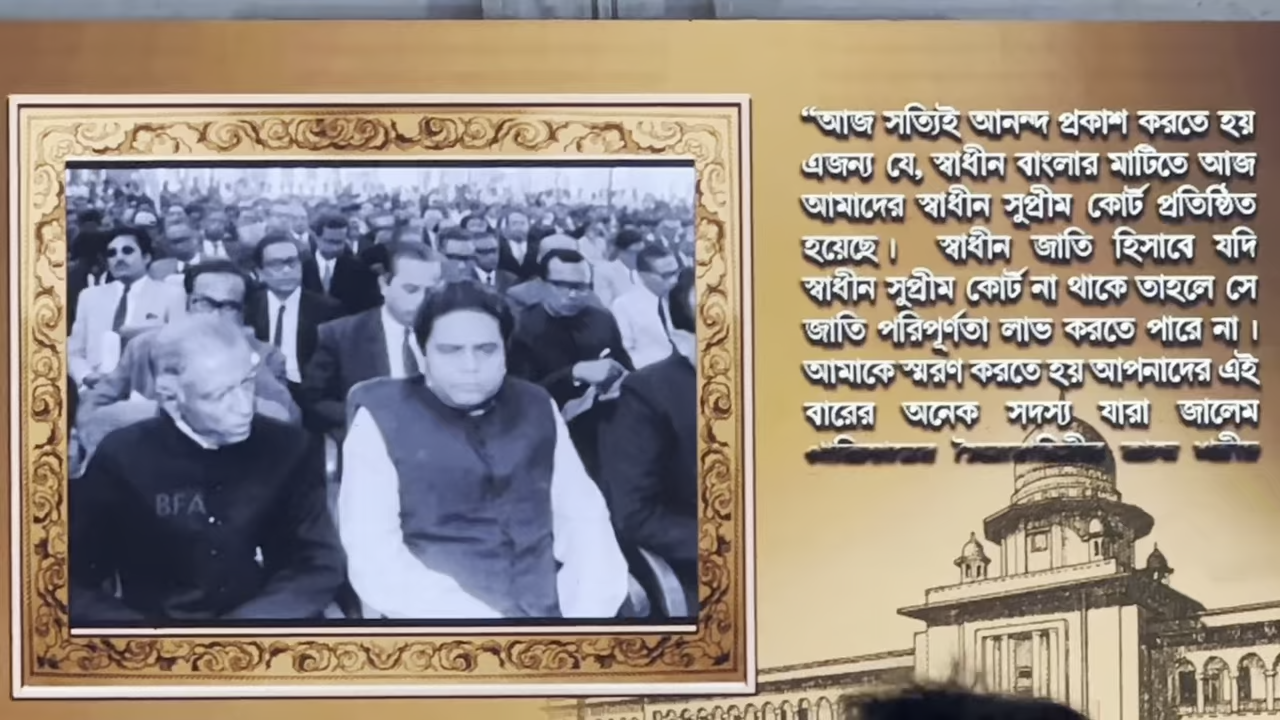 “আজ সত্যিই আনন্দ প্রকাশ করতে হয়
এজন্য যে, স্বাধীন বাংলার মাটিতে আজ
আমাদের স্বাধীন সুপ্রীম কোর্ট প্রতিষ্ঠিত
হয়েছে। স্বাধীন জাতি হিসাবে যদি
স্বাধীন সুপ্রীম কোর্ট না থাকে তাহলে সে
জাতি পরিপূর্ণতা লাভ করতে পারে না।
আমাকে স্মরণ করতে হয় আপনাদের এই
বারের অনেক সদস্য যারা জালেম
BFA